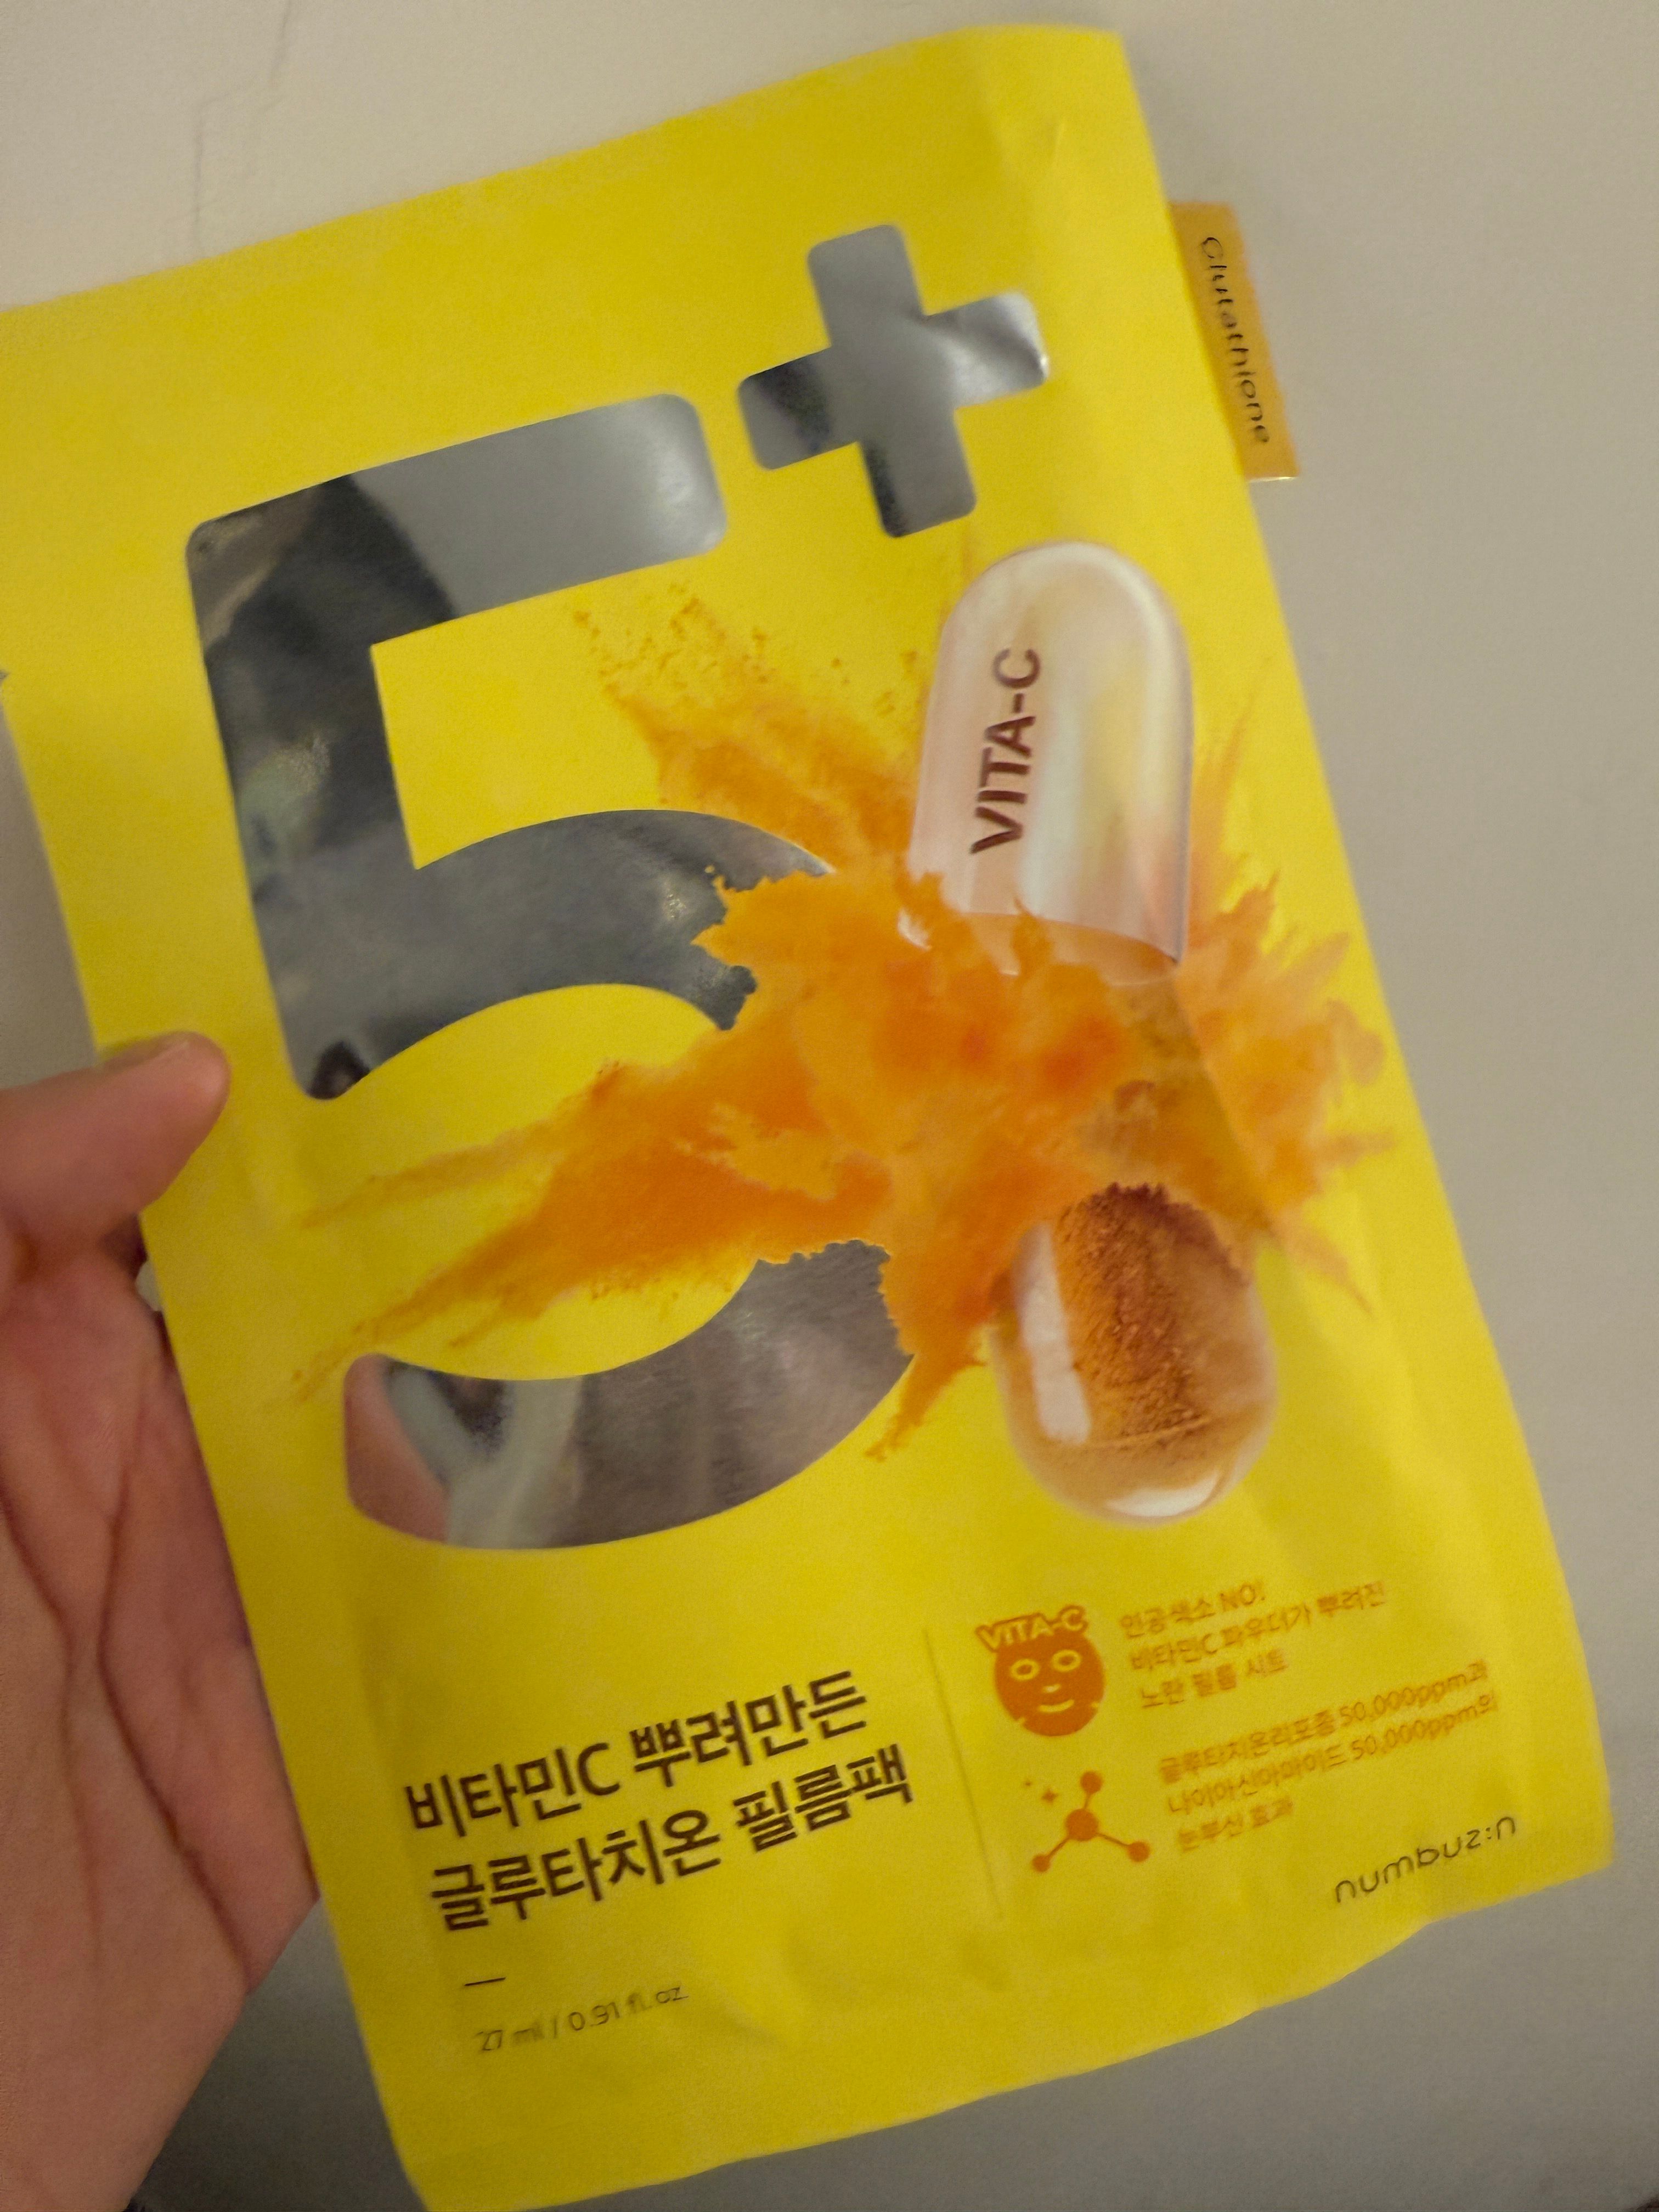 5+
Glutathione
VITA-C
비타민C 뿌려만든
글루타치온 필름팩
27 ml / 0.91 fl.oz
VITA-C
인공색소 NO!
비타민C 파우더가 뿌려진
노란 필름 시트
글루타치온리포좀 50,000ppm과
나이아신아마이드 50,000ppm의
눈부신 효과
numbuz:n